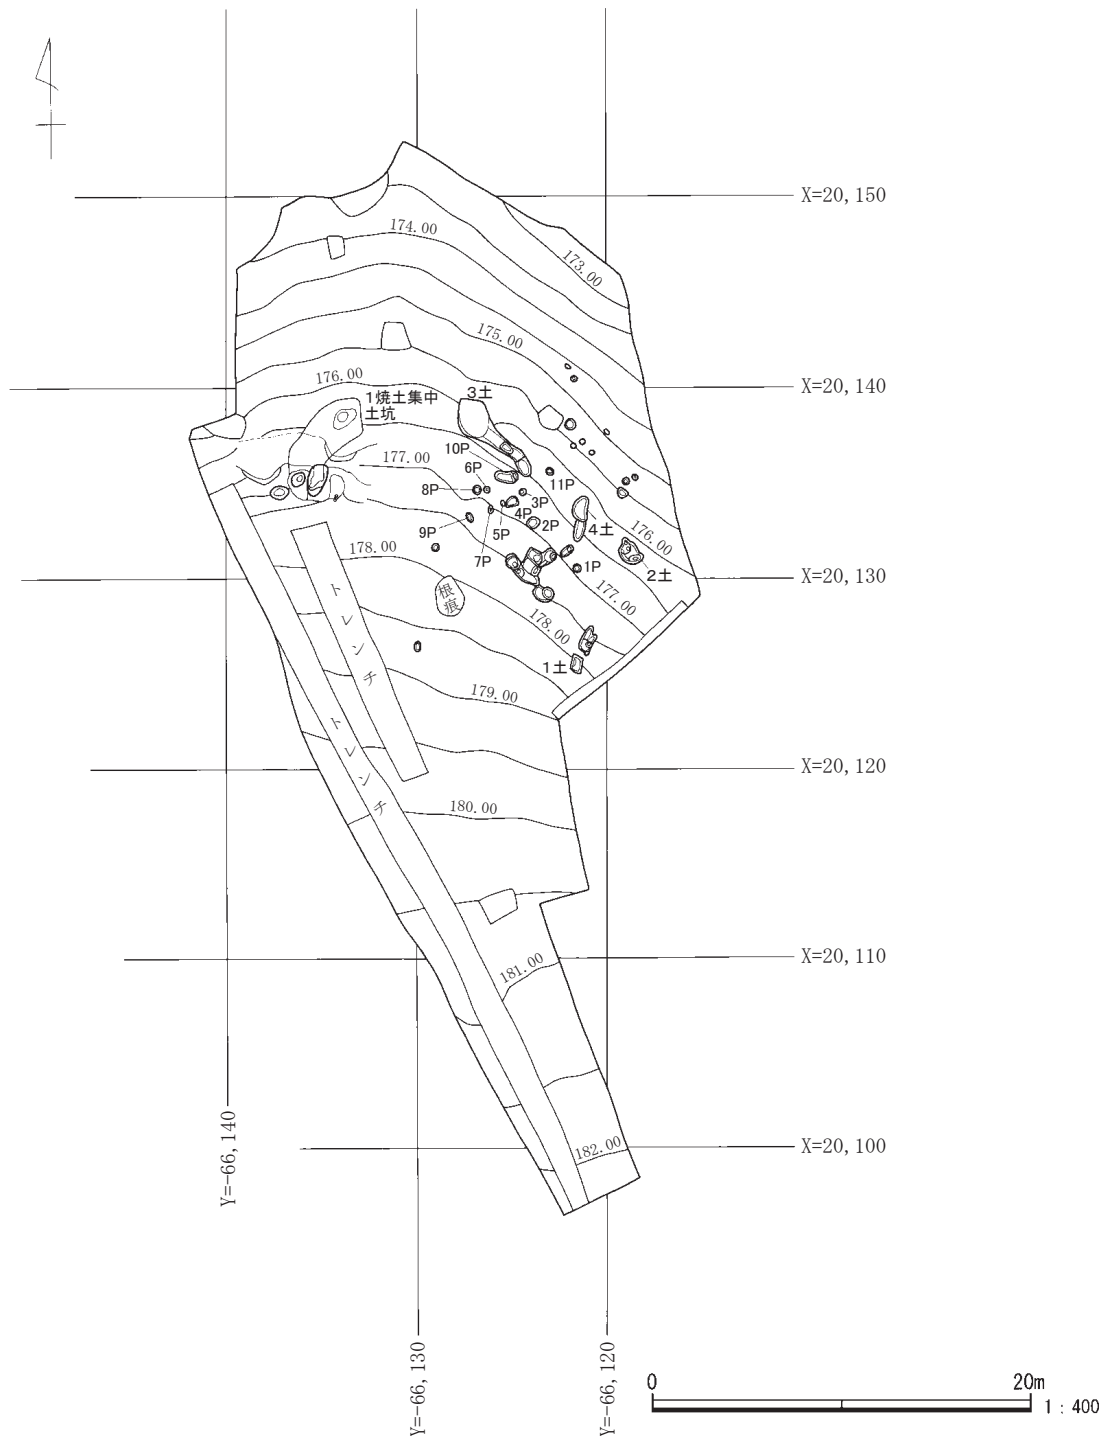 X=20,150
174.00
173.00
175.00
X=20,140
176.00
3土
1焼土集中
土坑
10P
177.00
6P
11P
8P
3P
4P
2P
4土
9P
5P
176.00
178.00
7P
1P
2土
X=20,130
トレンチ
根痕
177.00
178.00
1土
179.00
トレンチ
X=20,120
180.00
X=20,110
181.00
182.00
X=20,100
Y=-66,140
Y=-66,130
Y=-66,120
0
20m
1：400